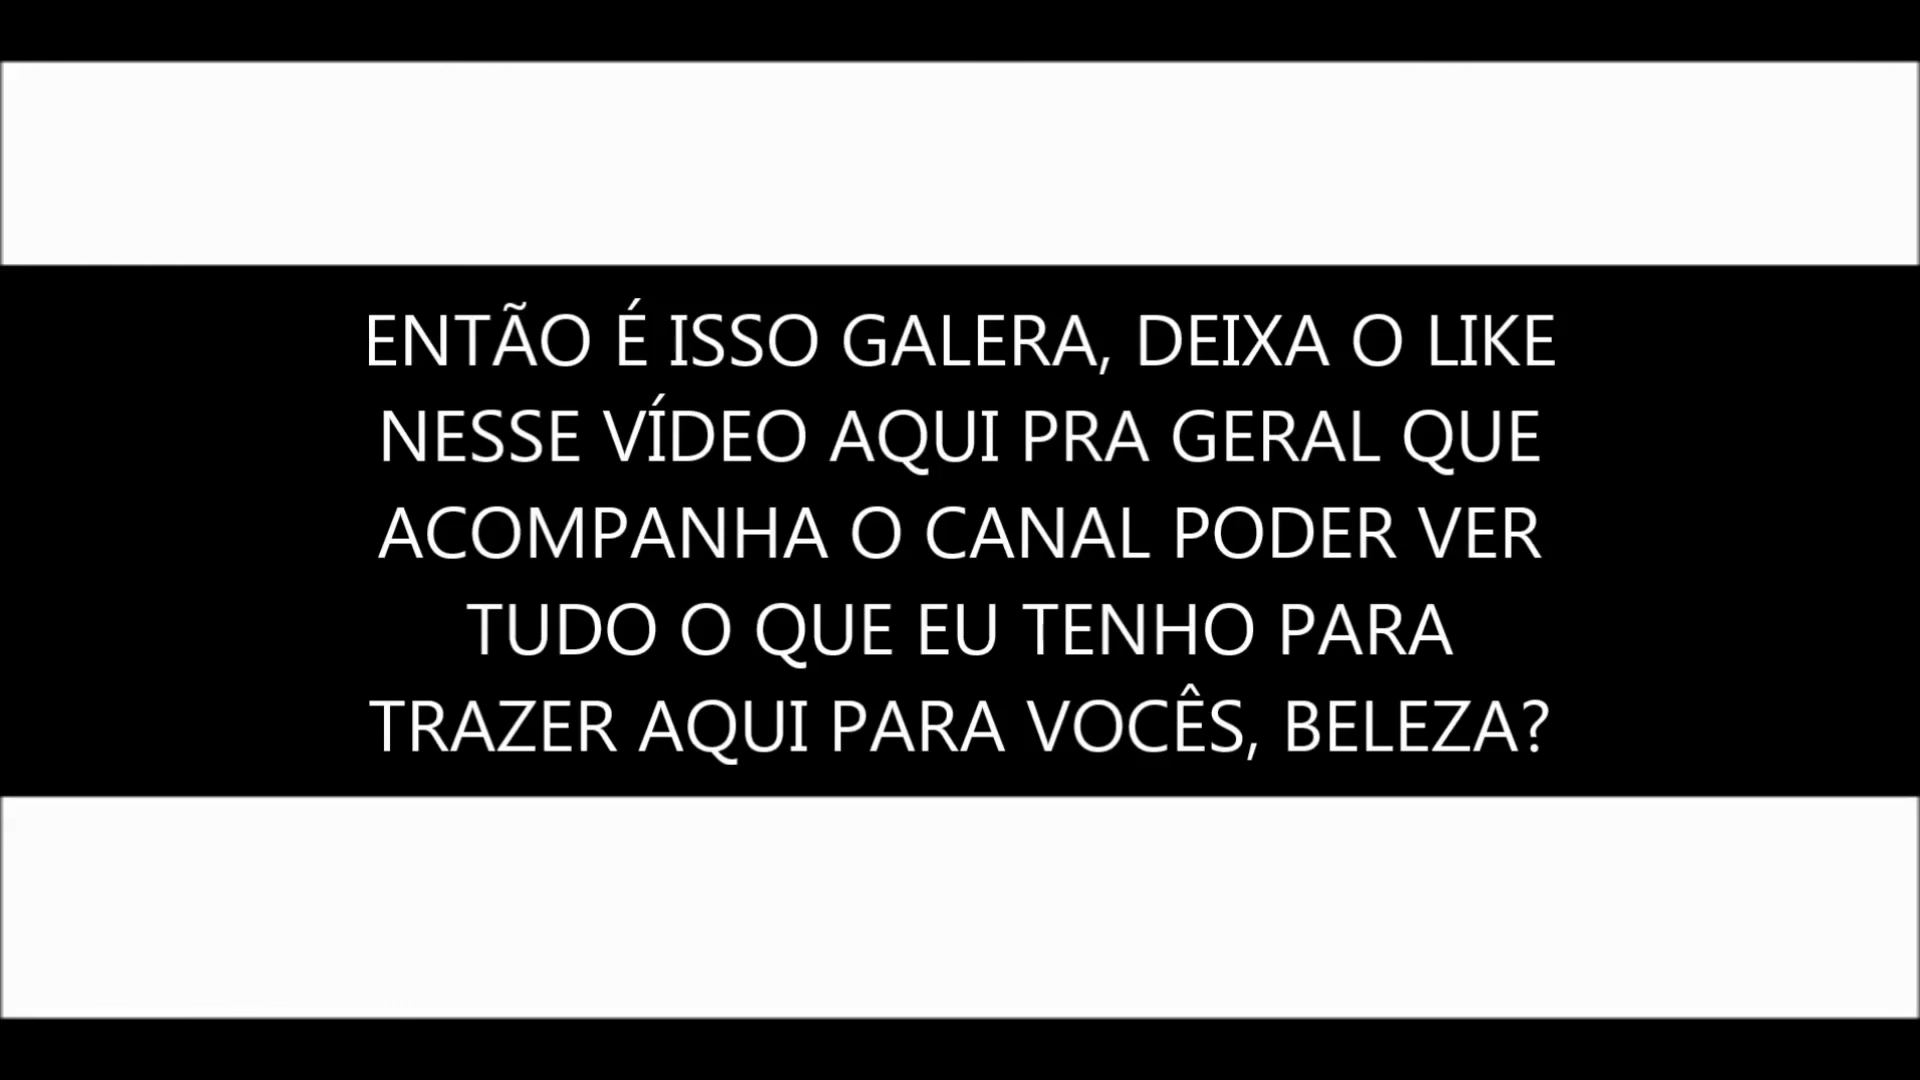 ENTÃO É ISSO GALERA, DEIXA O LIKE
NESSE VÍDEO AQUI PRA GERAL QUE
ACOMPANHA O CANAL PODER VER
TUDO O QUE EU TENHO PARA
TRAZER AQUI PARA VOCÊS, BELEZA?